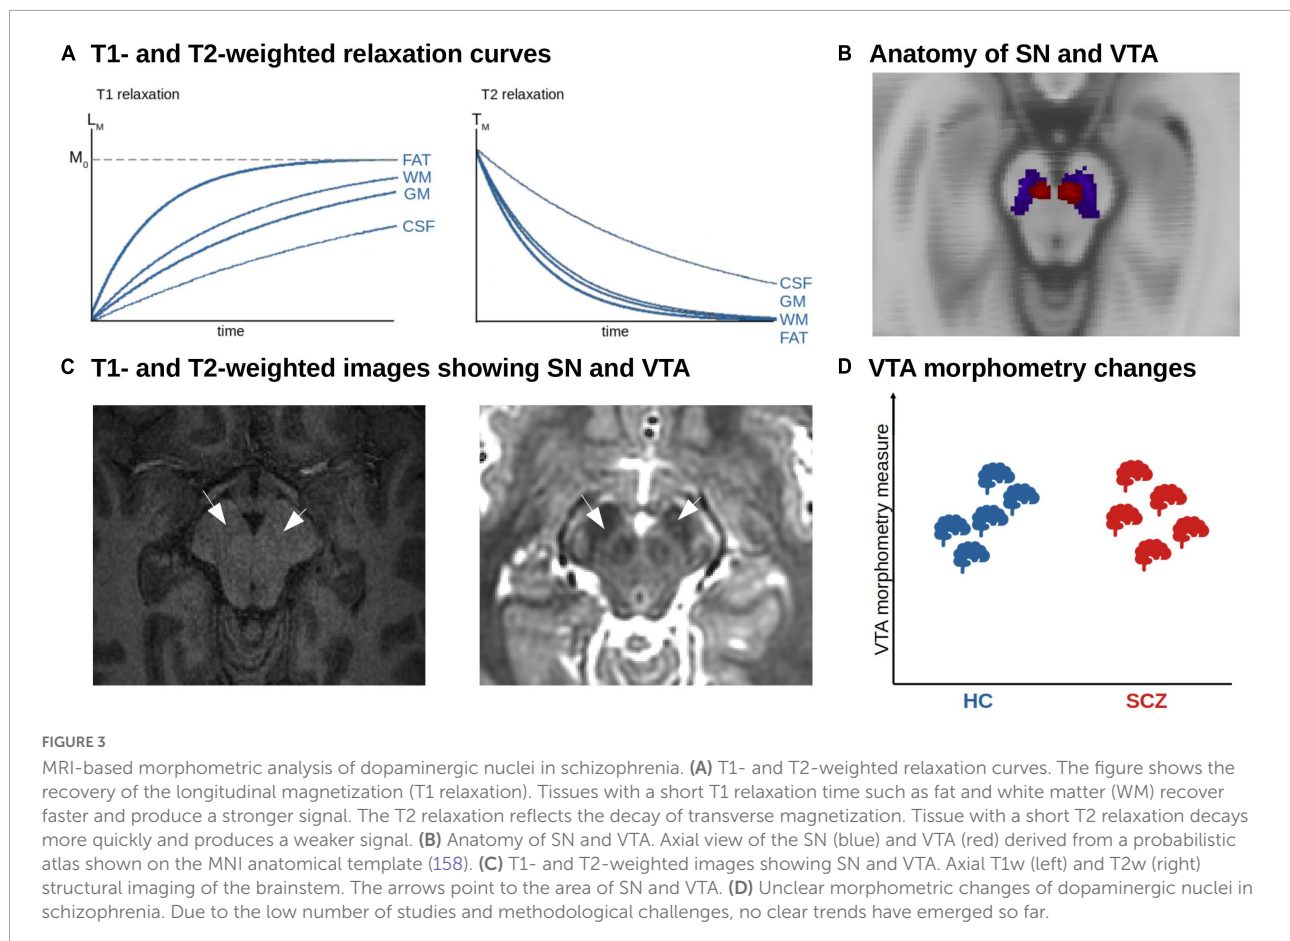 A T1- and T2-weighted relaxation curves
T1 relaxation
L_M
M_0
FAT
WM
GM
CSF
time
T2 relaxation
T_M
CSF
GM
WM
FAT
time
B Anatomy of SN and VTA
C T1- and T2-weighted images showing SN and VTA
D VTA morphometry changes
VTA morphometry measure
HC
SCZ
FIGURE 3
MRI-based morphometric analysis of dopaminergic nuclei in schizophrenia. (A) T1- and T2-weighted relaxation curves. The figure shows the
recovery of the longitudinal magnetization (T1 relaxation). Tissues with a short T1 relaxation time such as fat and white matter (WM) recover
faster and produce a stronger signal. The T2 relaxation reflects the decay of transverse magnetization. Tissue with a short T2 relaxation decays
more quickly and produces a weaker signal. (B) Anatomy of SN and VTA. Axial view of the SN (blue) and VTA (red) derived from a probabilistic
atlas shown on the MNI anatomical template (158). (C) T1- and T2-weighted images showing SN and VTA. Axial T1w (left) and T2w (right)
structural imaging of the brainstem. The arrows point to the area of SN and VTA. (D) Unclear morphometric changes of dopaminergic nuclei in
schizophrenia. Due to the low number of studies and methodological challenges, no clear trends have emerged so far.